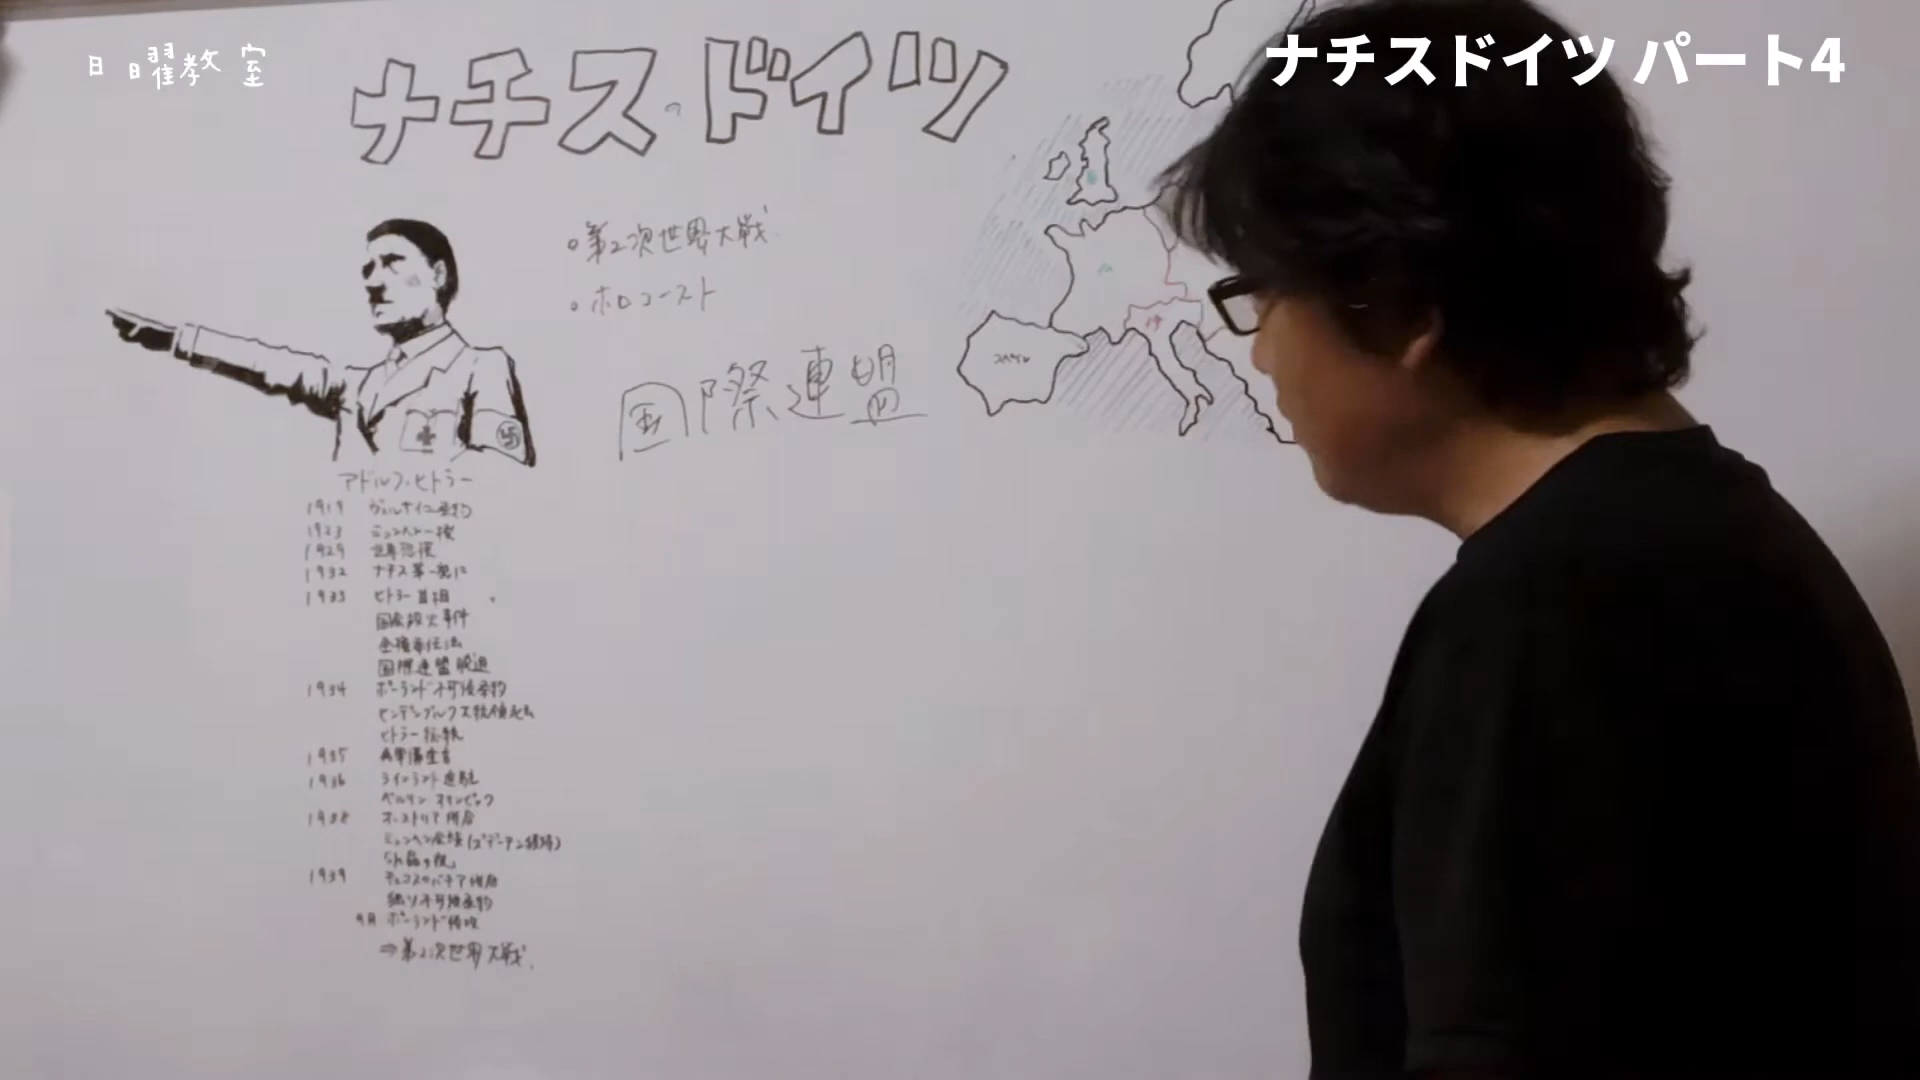 日曜教室
ナチスドイツ パート4
ナチスのドイツ
。第2次世界大戦
。ホロコースト
国際連盟
スペイン
アドルフ・ヒトラー
1919 ヴェルサイユ条約
1923 ミュンヘン一揆
1929 世界恐慌
1932 ナチス第一党に
1933 ヒトラー首相
国会放火事件
全権委任法
国際連盟脱退
1934 ポーランド不可侵条約
ヒンデンブルク大統領死去
ヒトラー総統
1935 再軍備宣言
1936 ラインラント進駐
ベルリンオリンピック
1938 オーストリア併合
ミュンヘン会談(ズデーテン譲渡)
「水晶の夜」
1939 チェコスロバキア併合
独ソ不可侵条約
9月 ポーランド侵攻
⇒第2次世界大戦.